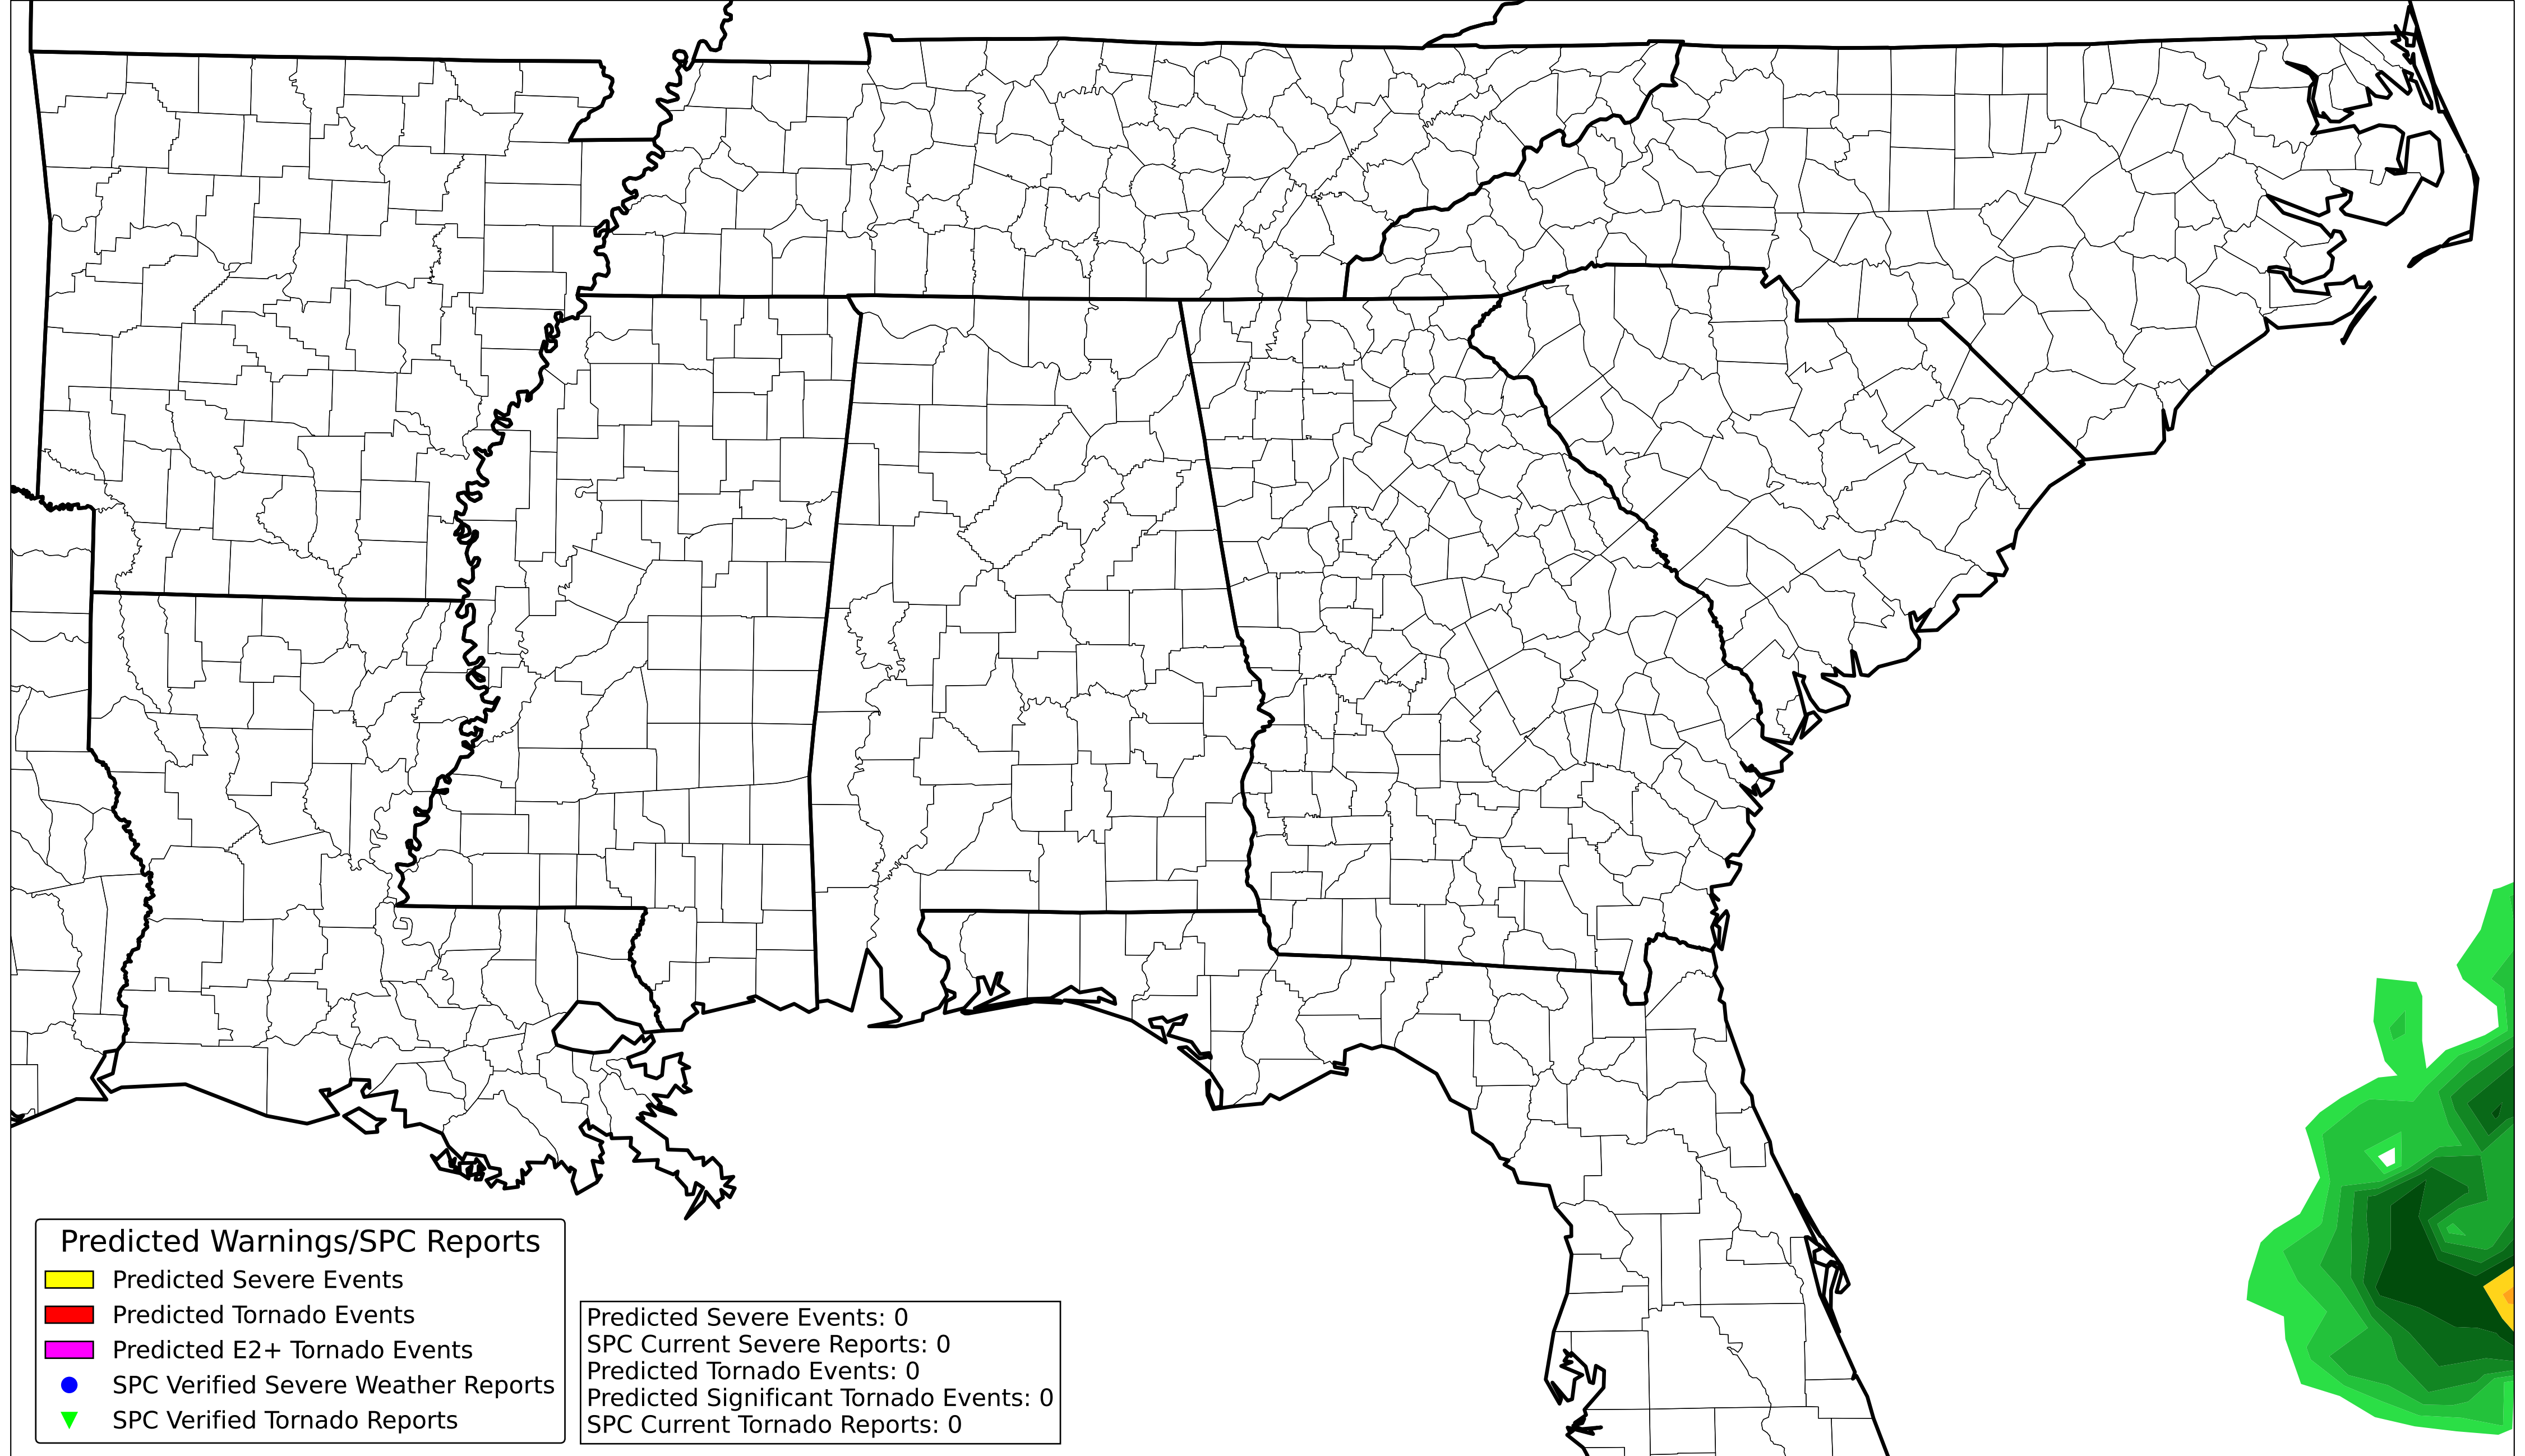 Predicted Warnings/SPC Reports
Predicted Severe Events
Predicted Tornado Events
Predicted E2+ Tornado Events
SPC Verified Severe Weather Reports
SPC Verified Tornado Reports
Predicted Severe Events: 0
SPC Current Severe Reports: 0
Predicted Tornado Events: 0
Predicted Significant Tornado Events: 0
SPC Current Tornado Reports: 0